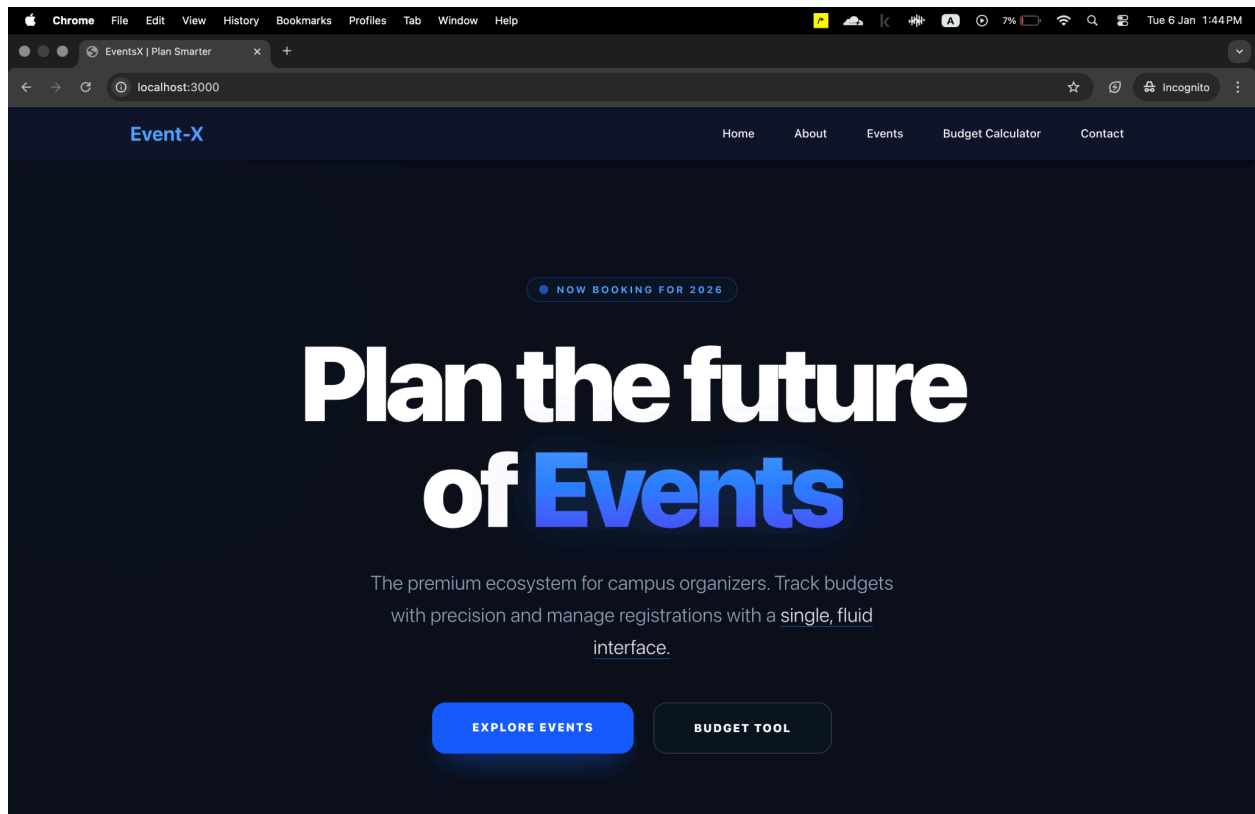 Chrome File Edit View History Bookmarks Profiles Tab Window Help A 7% Tue 6 Jan 1:44 PM
EventsX | Plan Smarter
localhost:3000 Incognito
Event-X Home About Events Budget Calculator Contact
NOW BOOKING FOR 2026
Plan the future
of Events
The premium ecosystem for campus organizers. Track budgets
with precision and manage registrations with a single, fluid
interface.
EXPLORE EVENTS BUDGET TOOL